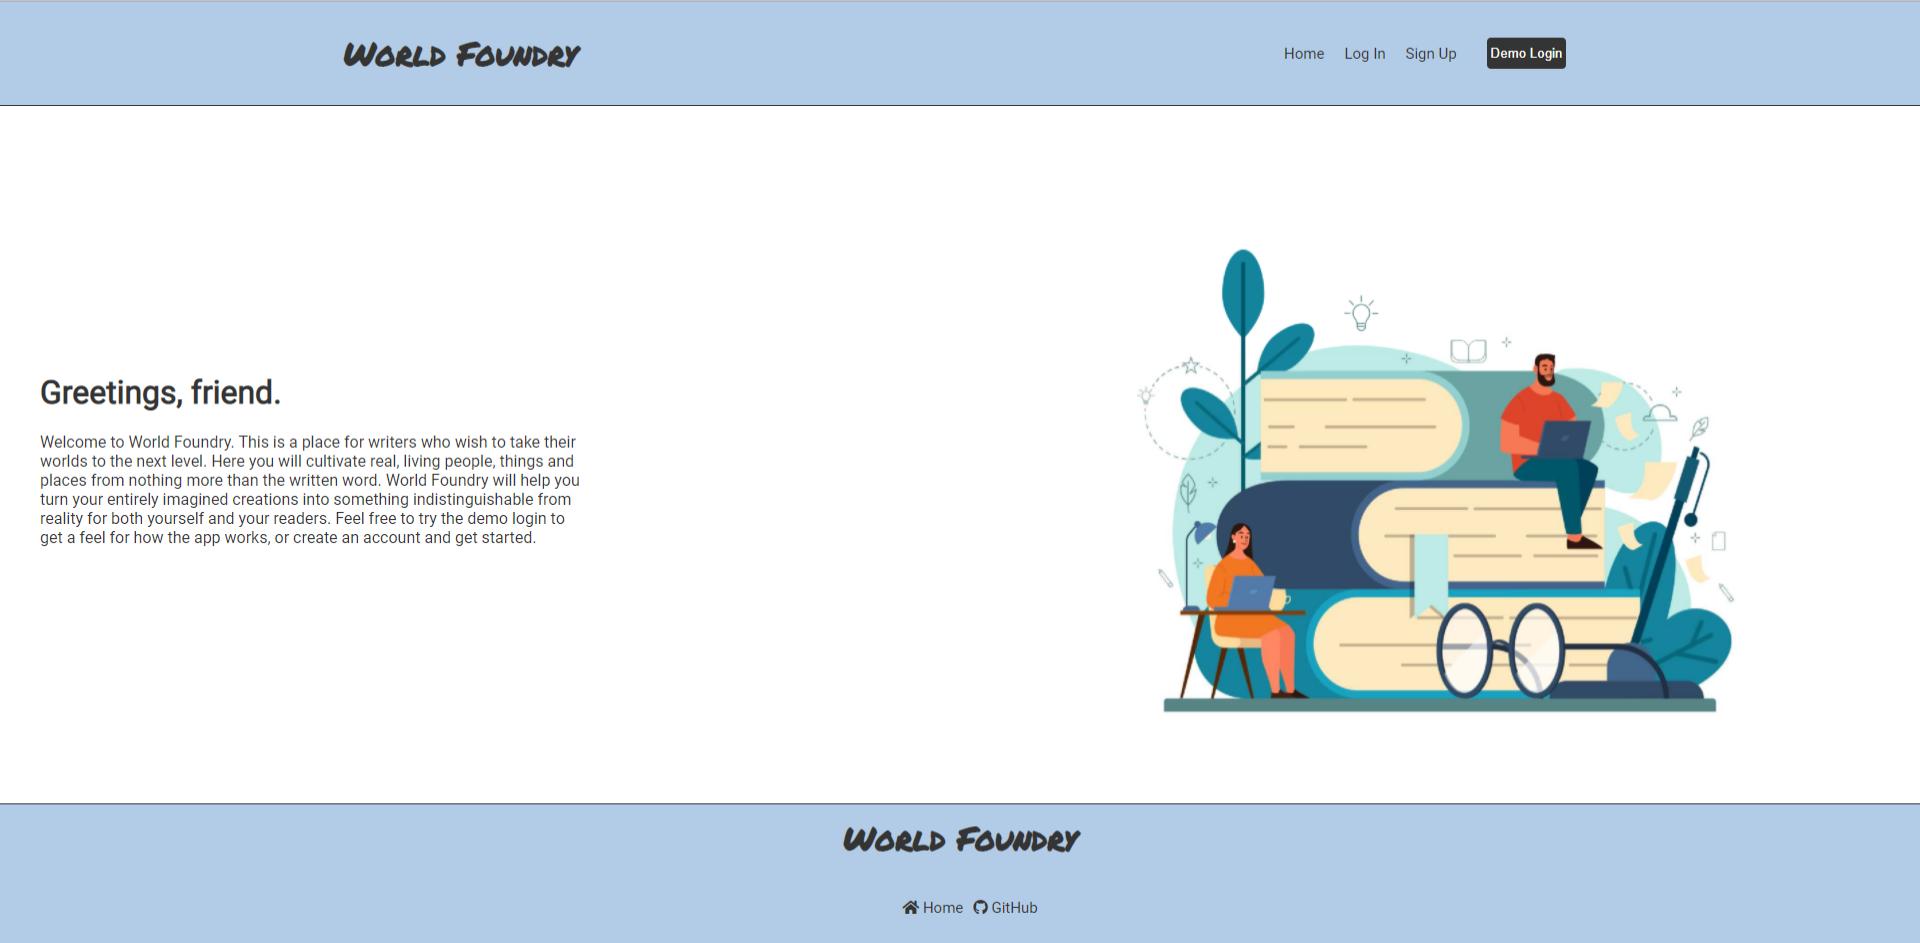 World Foundry
Home Log In Sign Up Demo Login
Greetings, friend.
Welcome to World Foundry. This is a place for writers who wish to take their
worlds to the next level. Here you will cultivate real, living people, things and
places from nothing more than the written word. World Foundry will help you
turn your entirely imagined creations into something indistinguishable from
reality for both yourself and your readers. Feel free to try the demo login to
get a feel for how the app works, or create an account and get started.
World Foundry
Home GitHub